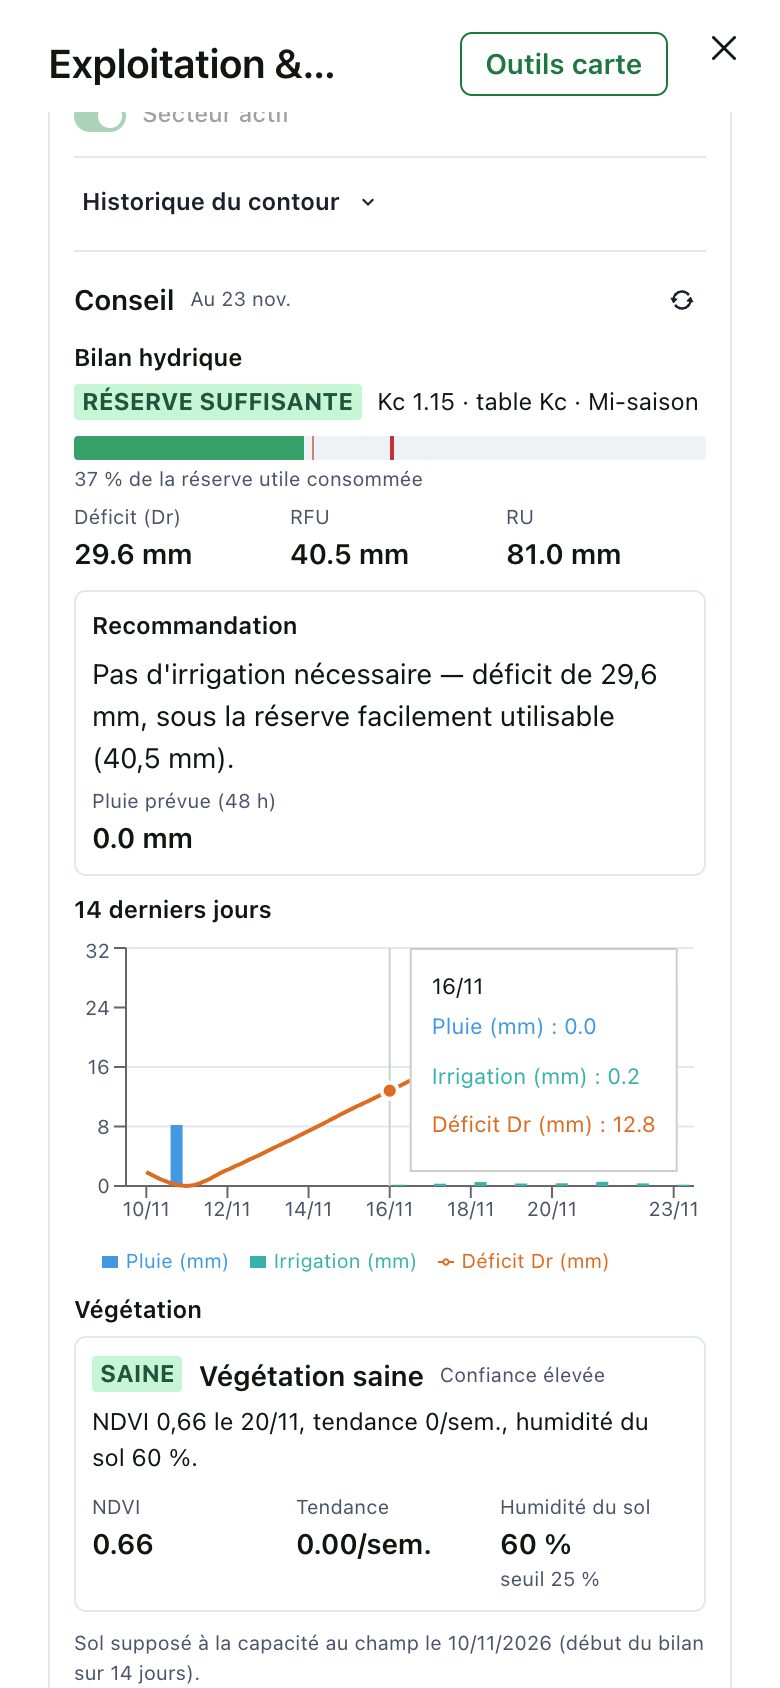 Exploitation &...
Outils carte
Secteur actif
Historique du contour
Conseil Au 23 nov.
Bilan hydrique
RÉSERVE SUFFISANTE Kc 1.15 · table Kc · Mi-saison
37 % de la réserve utile consommée
Déficit (Dr) RFU RU
29.6 mm 40.5 mm 81.0 mm
Recommandation
Pas d'irrigation nécessaire — déficit de 29,6
mm, sous la réserve facilement utilisable
(40,5 mm).
Pluie prévue (48 h)
0.0 mm
14 derniers jours
32
24
16
8
0
16/11
Pluie (mm) : 0.0
Irrigation (mm) : 0.2
Déficit Dr (mm) : 12.8
10/11 12/11 14/11 16/11 18/11 20/11 23/11
Pluie (mm) Irrigation (mm) Déficit Dr (mm)
Végétation
SAINE Végétation saine Confiance élevée
NDVI 0,66 le 20/11, tendance 0/sem., humidité du
sol 60 %.
NDVI Tendance Humidité du sol
0.66 0.00/sem. 60 %
seuil 25 %
Sol supposé à la capacité au champ le 10/11/2026 (début du bilan
sur 14 jours).